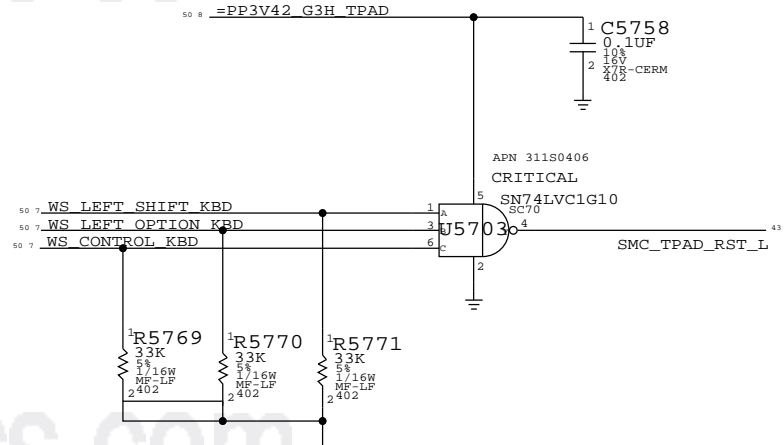 50 8 =PP3V42_G3H_TPAD
1 C5758
0.1UF
10%
16V
2 X7R-CERM
402
APN 311S0406
CRITICAL
5 SN74LVC1G10
SC70
50 7 WS_LEFT_SHIFT_KBD 1 A
50 7 WS_LEFT_OPTION_KBD 3 B U5703 4 43
50 7 WS_CONTROL_KBD 6 C SMC_TPAD_RST_L
2
1 R5769 1 R5770 1 R5771
33K 33K 33K
5% 5% 5%
1/16W 1/16W 1/16W
MF-LF MF-LF MF-LF
2 402 2 402 2 402
s.com